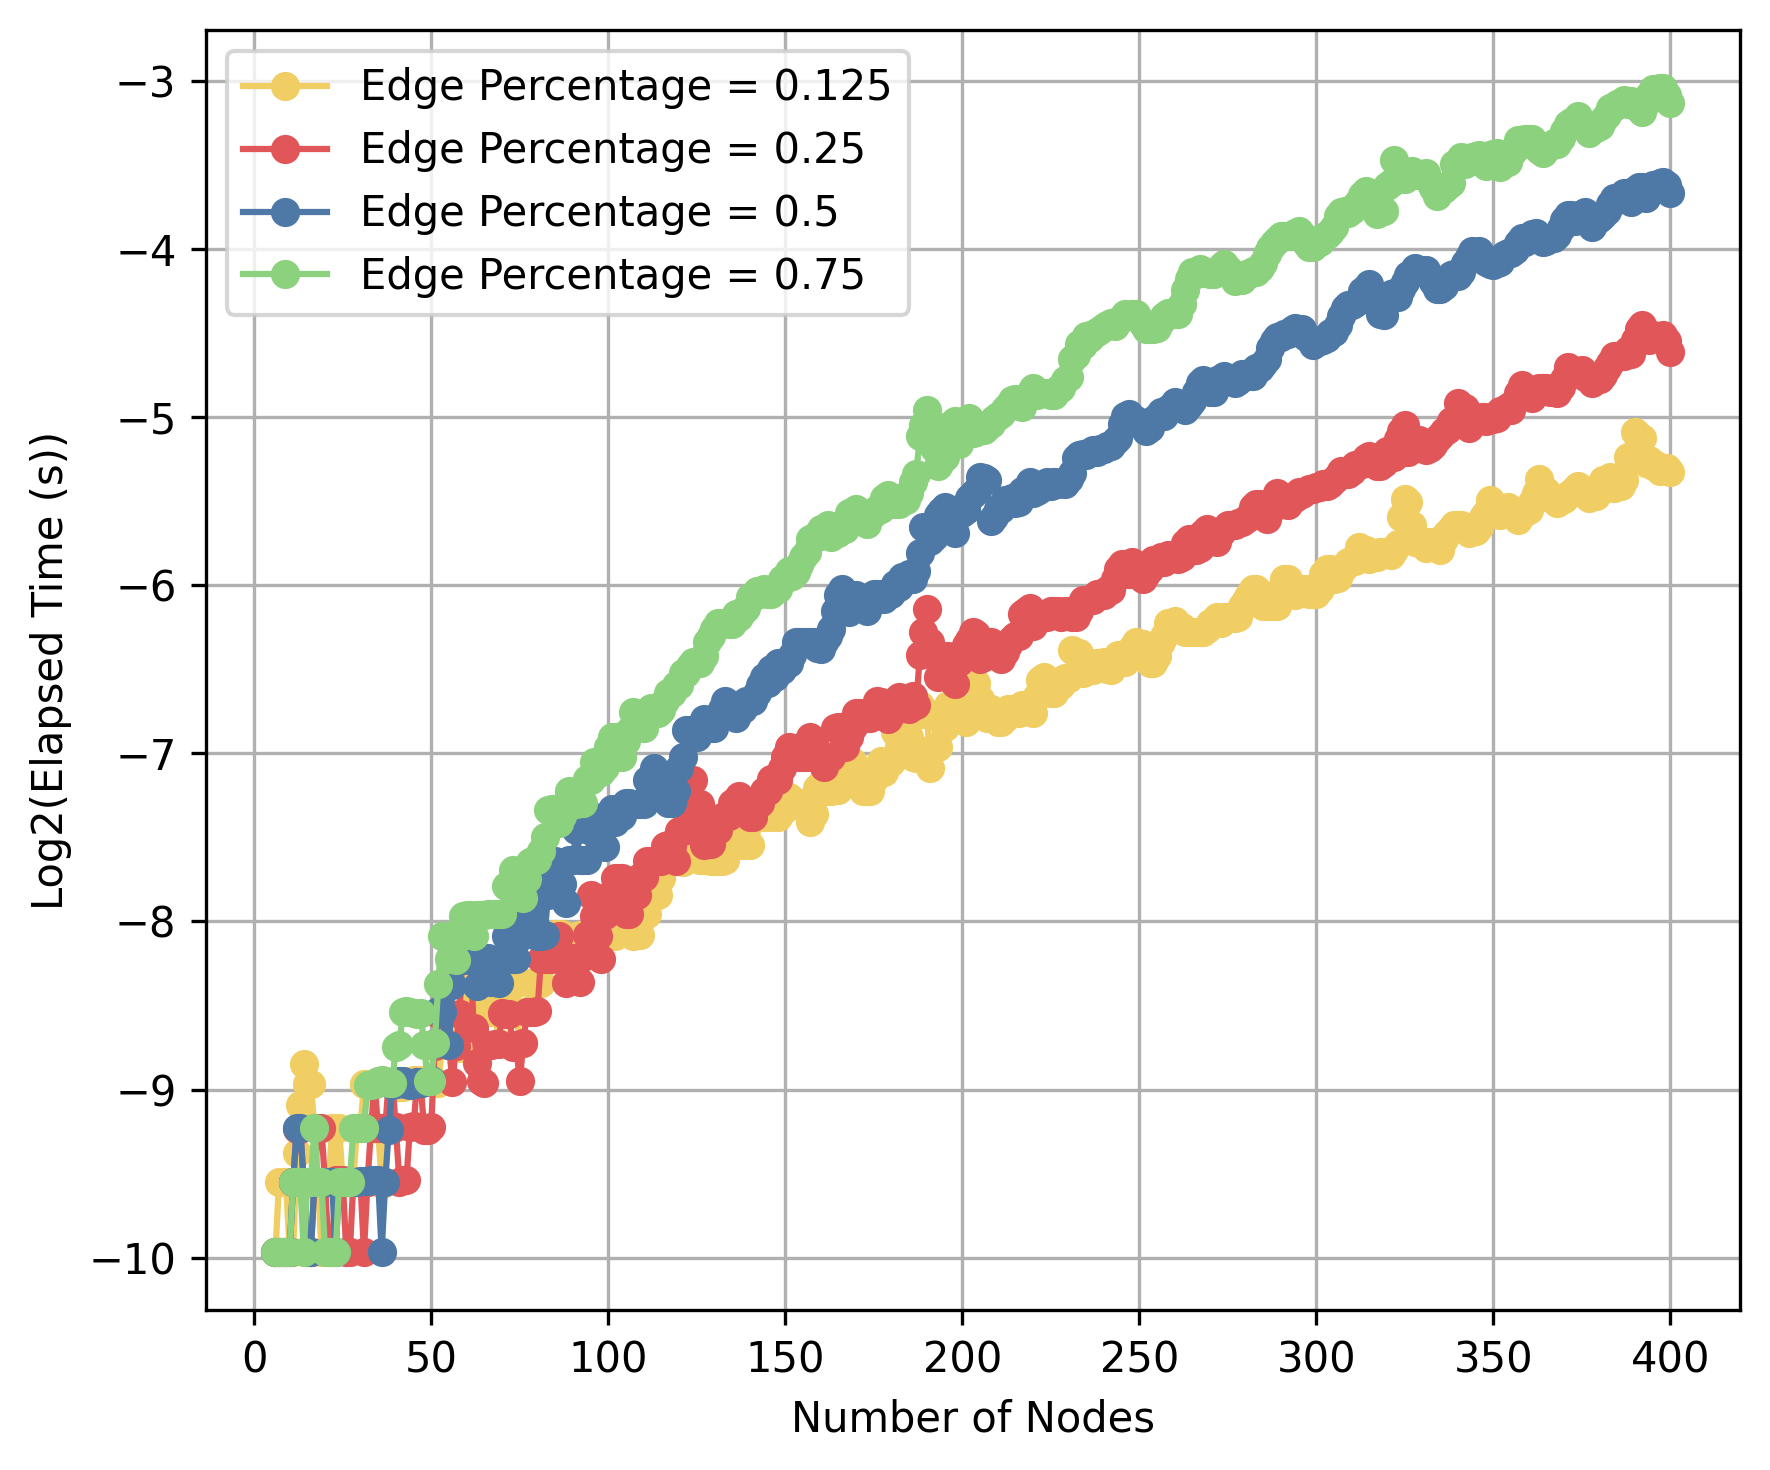 Edge Percentage = 0.125
Edge Percentage = 0.25
Edge Percentage = 0.5
Edge Percentage = 0.75
Log2(Elapsed Time (s))
−3
−4
−5
−6
−7
−8
−9
−10
0 50 100 150 200 250 300 350 400
Number of Nodes